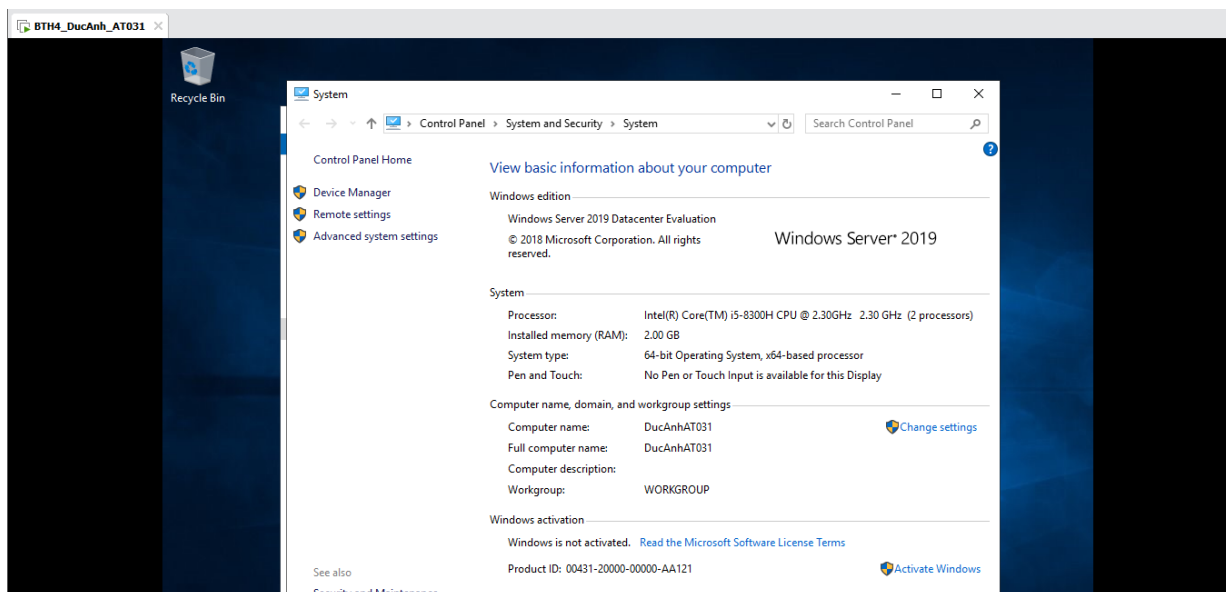 BTH4_DucAnh_AT031
Recycle Bin
System
Control Panel > System and Security > System
Search Control Panel
Control Panel Home
Device Manager
Remote settings
Advanced system settings
View basic information about your computer
Windows edition
Windows Server 2019 Datacenter Evaluation
© 2018 Microsoft Corporation. All rights
reserved.
Windows Server 2019
System
Processor: Intel(R) Core(TM) i5-8300H CPU @ 2.30GHz 2.30 GHz (2 processors)
Installed memory (RAM): 2.00 GB
System type: 64-bit Operating System, x64-based processor
Pen and Touch: No Pen or Touch Input is available for this Display
Computer name, domain, and workgroup settings
Computer name: DucAnhAT031
Change settings
Full computer name: DucAnhAT031
Computer description:
Workgroup: WORKGROUP
Windows activation
Windows is not activated. Read the Microsoft Software License Terms
Product ID: 00431-20000-00000-AA121
Activate Windows
See also
Security and Maintenance